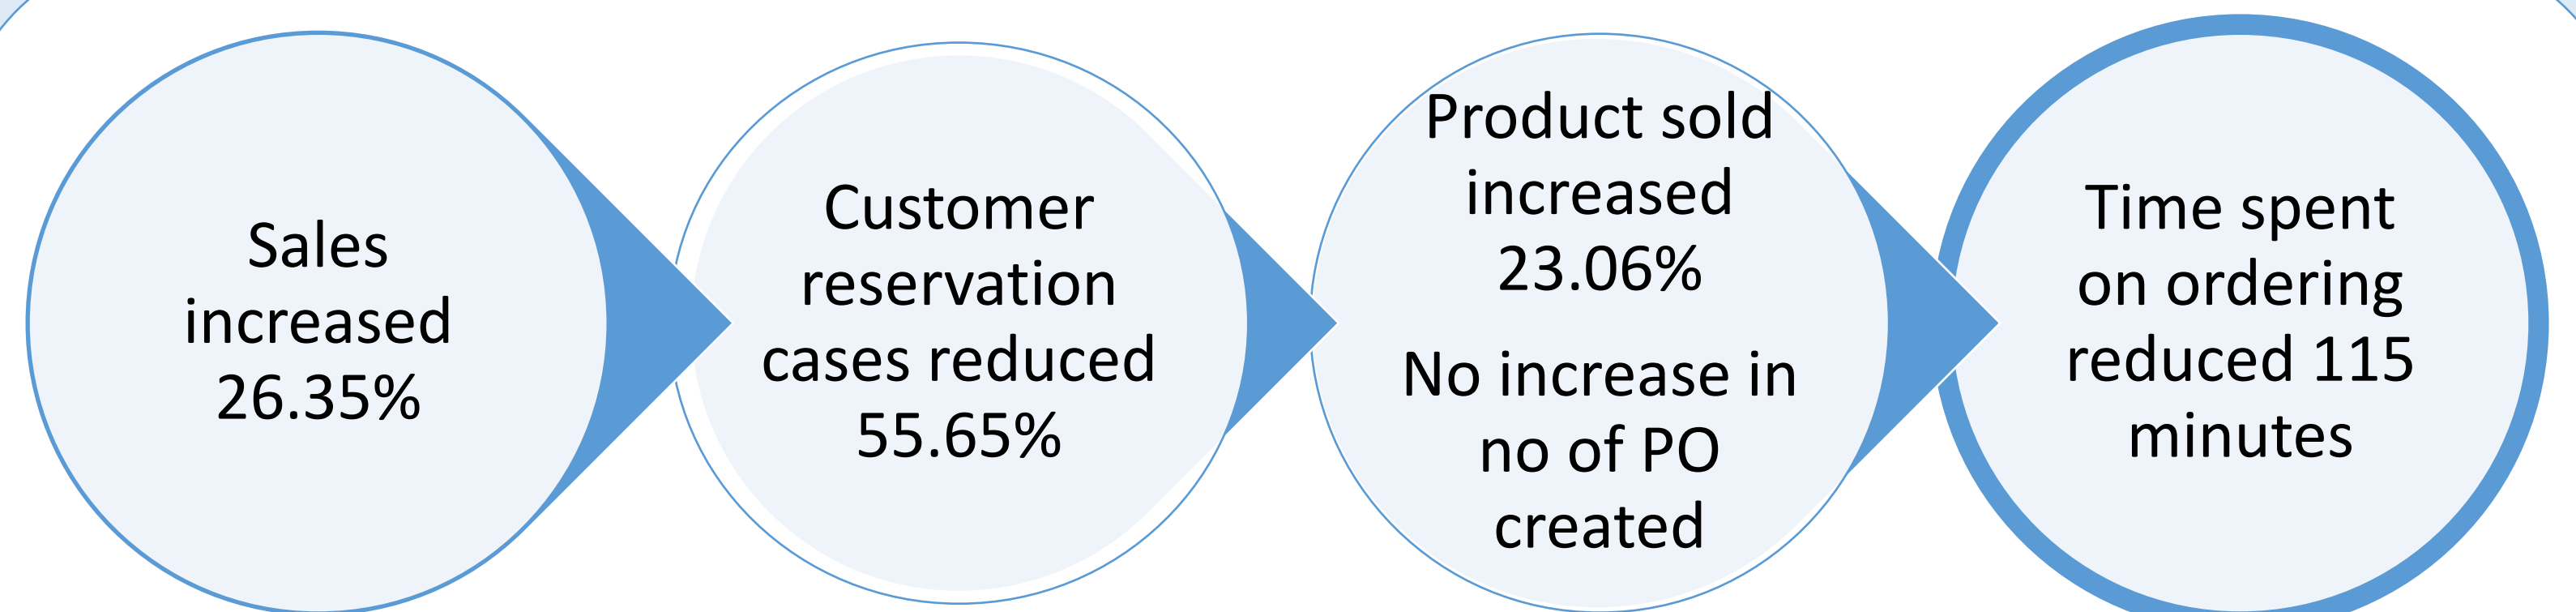 Sales
increased
26.35%
Customer
reservation
cases reduced
55.65%
Product sold
increased
23.06%
No increase in
no of PO
created
Time spent
on ordering
reduced 115
minutes